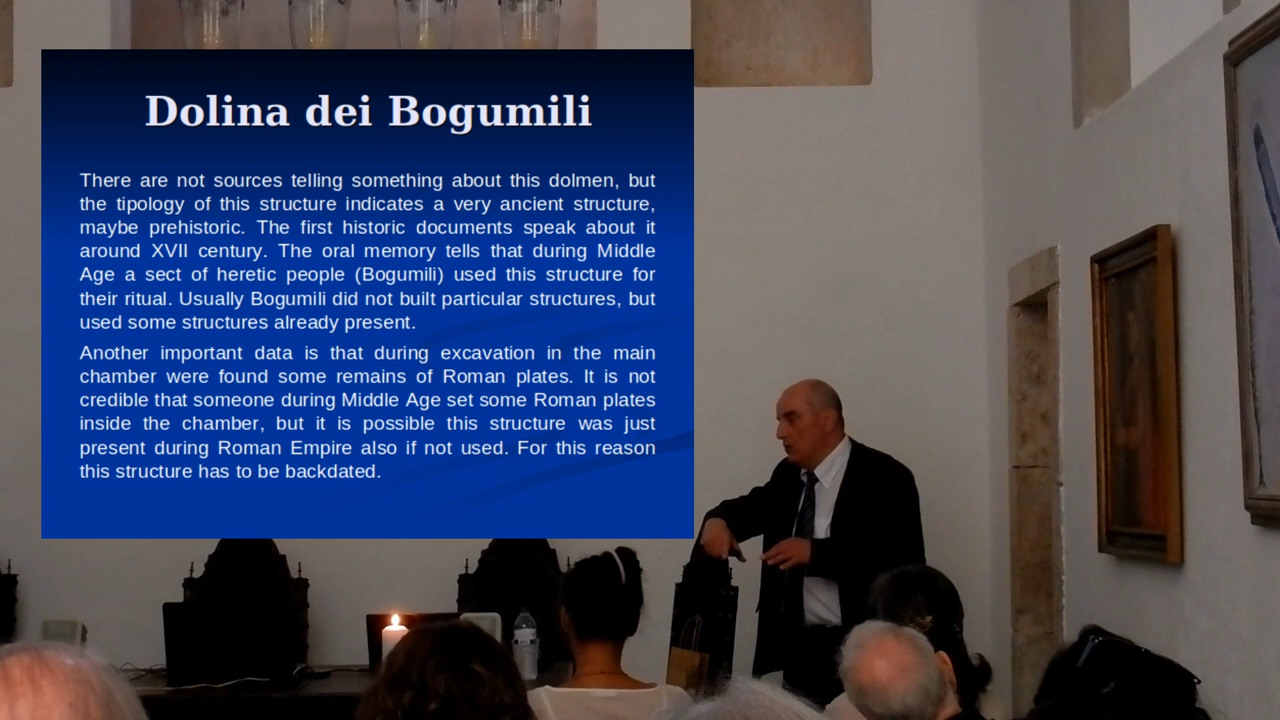 Dolina dei Bogumili
There are not sources telling something about this dolmen, but
the tipology of this structure indicates a very ancient structure,
maybe prehistoric. The first historic documents speak about it
around XVII century. The oral memory tells that during Middle
Age a sect of heretic people (Bogumili) used this structure for
their ritual. Usually Bogumili did not built particular structures, but
used some structures already present.
Another important data is that during excavation in the main
chamber were found some remains of Roman plates. It is not
credible that someone during Middle Age set some Roman plates
inside the chamber, but it is possible this structure was just
present during Roman Empire also if not used. For this reason
this structure has to be backdated.